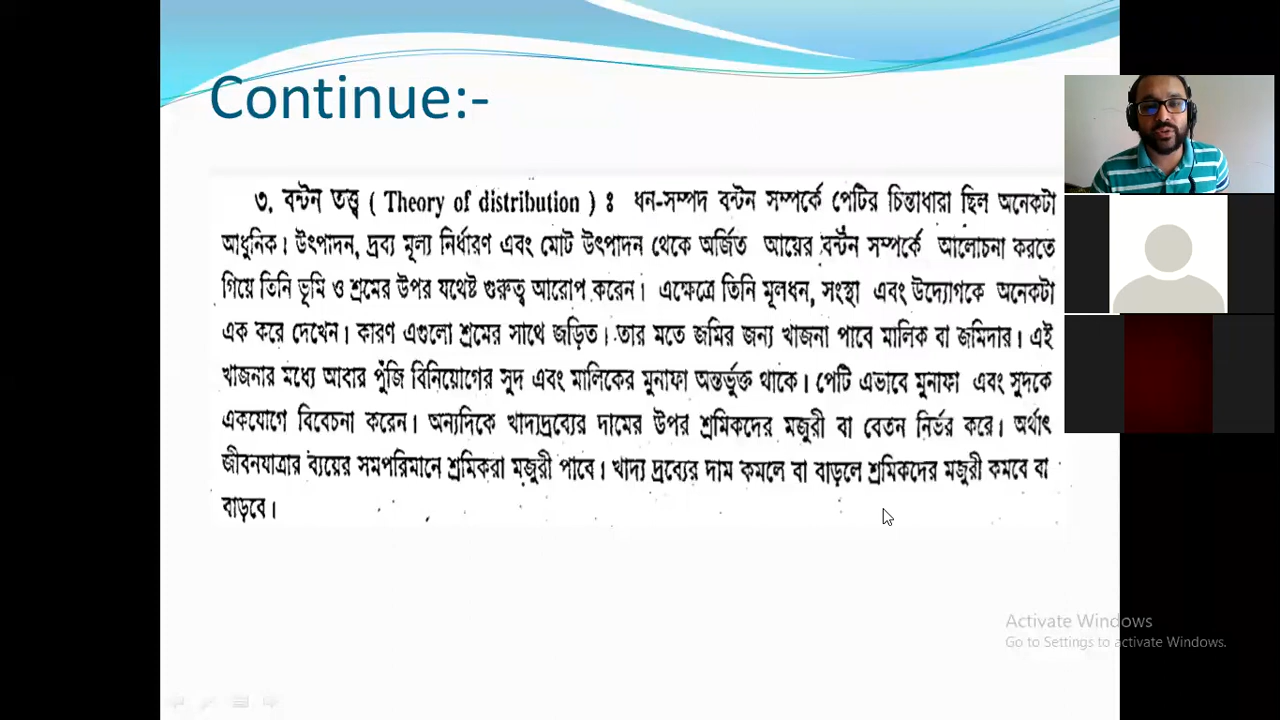 Continue:-
৩. বন্টন তত্ত্ব ( Theory of distribution ) ঃ ধন-সম্পদ বন্টন সম্পর্কে পেটির চিন্তাধারা ছিল অনেকটা
আধুনিক। উৎপাদন, দ্রব্য মূল্য নির্ধারণ এবং মোট উৎপাদন থেকে অর্জিত আয়ের বন্টন সম্পর্কে আলোচনা করতে
গিয়ে তিনি ভূমি ও শ্রমের উপর যথেষ্ট গুরুত্ব আরোপ করেন। এক্ষেত্রে তিনি মূলধন, সংস্থা এবং উদ্যোগকে অনেকটা
এক করে দেখেন। কারণ এগুলো শ্রমের সাথে জড়িত। তার মতে জমির জন্য খাজনা পাবে মালিক বা জমিদার। এই
খাজনার মধ্যে আবার পুঁজি বিনিয়োগের সুদ এবং মালিকের মুনাফা অন্তর্ভুক্ত থাকে। পেটি এভাবে মুনাফা এবং সুদকে
একযোগে বিবেচনা করেন। অন্যদিকে খাদ্যদ্রব্যের দামের উপর শ্রমিকদের মজুরী বা বেতন নির্ভর করে। অর্থাৎ
জীবনযাত্রার ব্যয়ের সমপরিমানে শ্রমিকরা মজুরী পাবে। খাদ্য দ্রব্যের দাম কমলে বা বাড়লে শ্রমিকদের মজুরী কমবে বা
বাড়বে।
Activate Windows
Go to Settings to activate Windows.